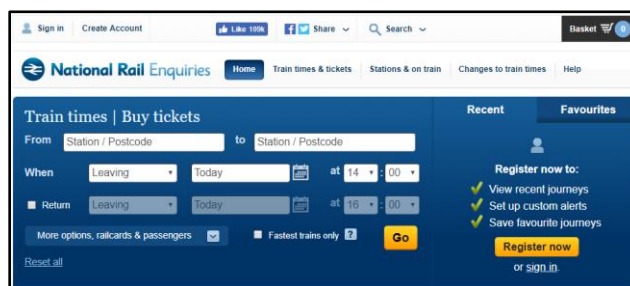 Sign in Create Account Like 109k Share Search Basket 0
National Rail Enquiries Home Train times & tickets Stations & on train Changes to train times Help
Train times | Buy tickets
From Station / Postcode to Station / Postcode
When Leaving Today at 14 : 00
Return Leaving Today at 16 : 00
More options, railcards & passengers Fastest trains only ? Go
Reset all
Recent Favourites
Register now to:
View recent journeys
Set up custom alerts
Save favourite journeys
Register now
or sign in.